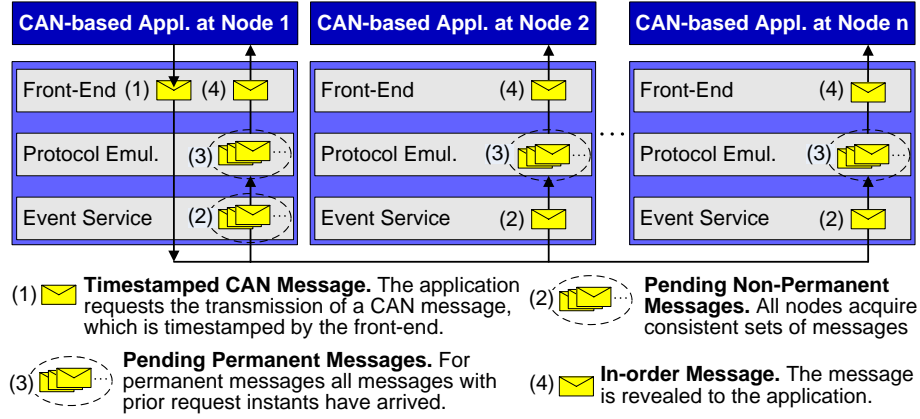 CAN-based Appl. at Node 1 CAN-based Appl. at Node 2 CAN-based Appl. at Node n
Front-End (1) (4) Front-End (4) Front-End (4)
...
Protocol Emul. (3) ... Protocol Emul. (3) ... Protocol Emul. (3) ...
Event Service (2) ... Event Service (2) Event Service (2)
(1) Timestamped CAN Message. The application
requests the transmission of a CAN message,
which is timestamped by the front-end.
(2) ... Pending Non-Permanent
Messages. All nodes acquire
consistent sets of messages
(3) ... Pending Permanent Messages. For
permanent messages all messages with
prior request instants have arrived.
(4) In-order Message. The message
is revealed to the application.